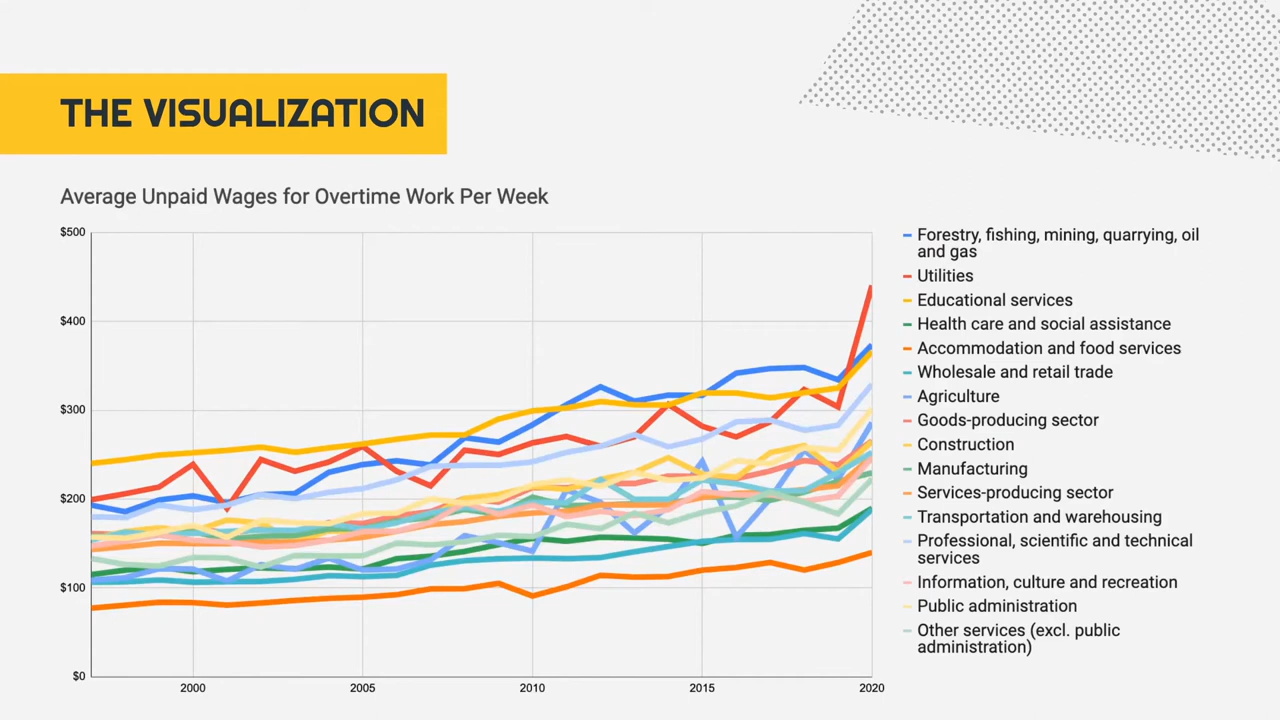 THE VISUALIZATION
Average Unpaid Wages for Overtime Work Per Week
$500
$400
$300
$200
$100
$0
2000
2005
2010
2015
2020
Forestry, fishing, mining, quarrying, oil
and gas
Utilities
Educational services
Health care and social assistance
Accommodation and food services
Wholesale and retail trade
Agriculture
Goods-producing sector
Construction
Manufacturing
Services-producing sector
Transportation and warehousing
Professional, scientific and technical
services
Information, culture and recreation
Public administration
Other services (excl. public
administration)